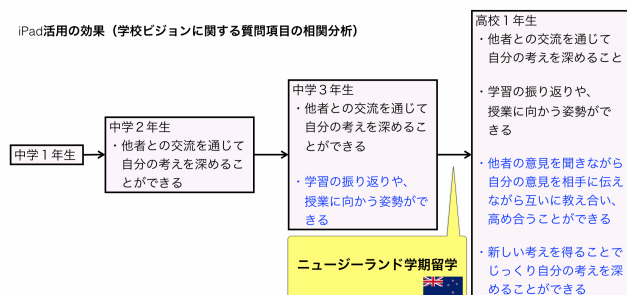 iPad活用の効果（学校ビジョンに関する質問項目の相関分析）
中学１年生
中学２年生
・他者との交流を通じて
自分の考えを深めるこ
とができる
中学３年生
・他者との交流を通じて
自分の考えを深めるこ
とができる
・学習の振り返りや、
授業に向かう姿勢がで
きる
ニュージーランド学期留学
高校１年生
・他者との交流を通じて
自分の考えを深めること
・学習の振り返りや、
授業に向かう姿勢がで
きる
・他者の意見を聞きながら
自分の意見を相手に伝え
ながら互いに教え合い、
高め合うことができる
・新しい考えを得ることで
じっくり自分の考えを深
めることができる